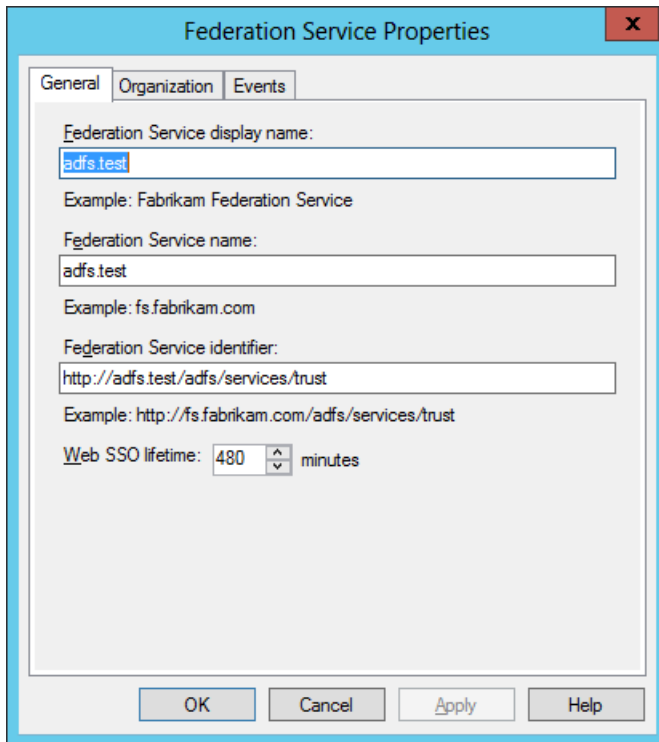 Federation Service Properties
x
General Organization Events
Federation Service display name:
adfs.test
Example: Fabrikam Federation Service
Federation Service name:
adfs.test
Example: fs.fabrikam.com
Federation Service identifier:
http://adfs.test/adfs/services/trust
Example: http://fs.fabrikam.com/adfs/services/trust
Web SSO lifetime: 480 minutes
OK Cancel Apply Help